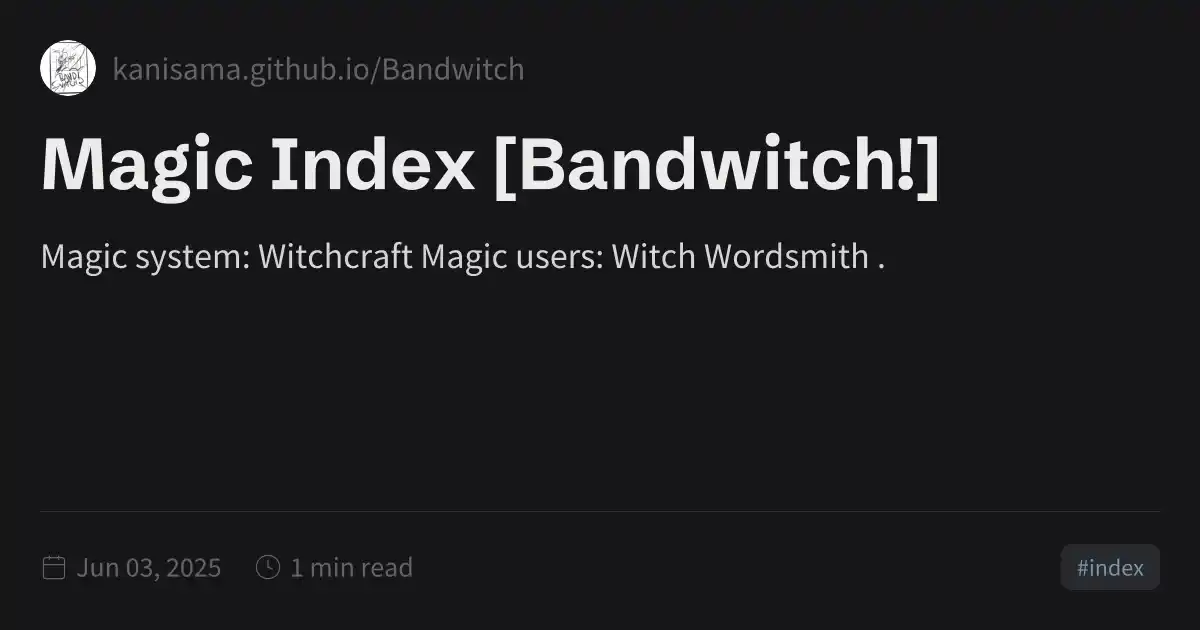 kanisama.github.io/Bandwitch
Magic Index [Bandwitch!]
Magic system: Witchcraft Magic users: Witch Wordsmith .
Jun 03, 2025
1 min read
#index